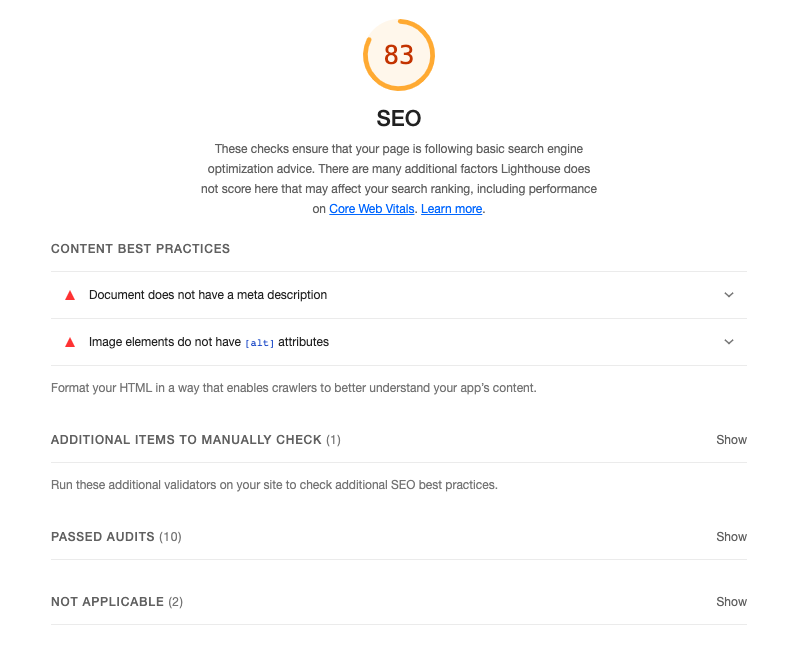 83
SEO
These checks ensure that your page is following basic search engine
optimization advice. There are many additional factors Lighthouse does
not score here that may affect your search ranking, including performance
on Core Web Vitals. Learn more.
CONTENT BEST PRACTICES
Document does not have a meta description
Image elements do not have [alt] attributes
Format your HTML in a way that enables crawlers to better understand your app's content.
ADDITIONAL ITEMS TO MANUALLY CHECK (1) Show
Run these additional validators on your site to check additional SEO best practices.
PASSED AUDITS (10) Show
NOT APPLICABLE (2) Show